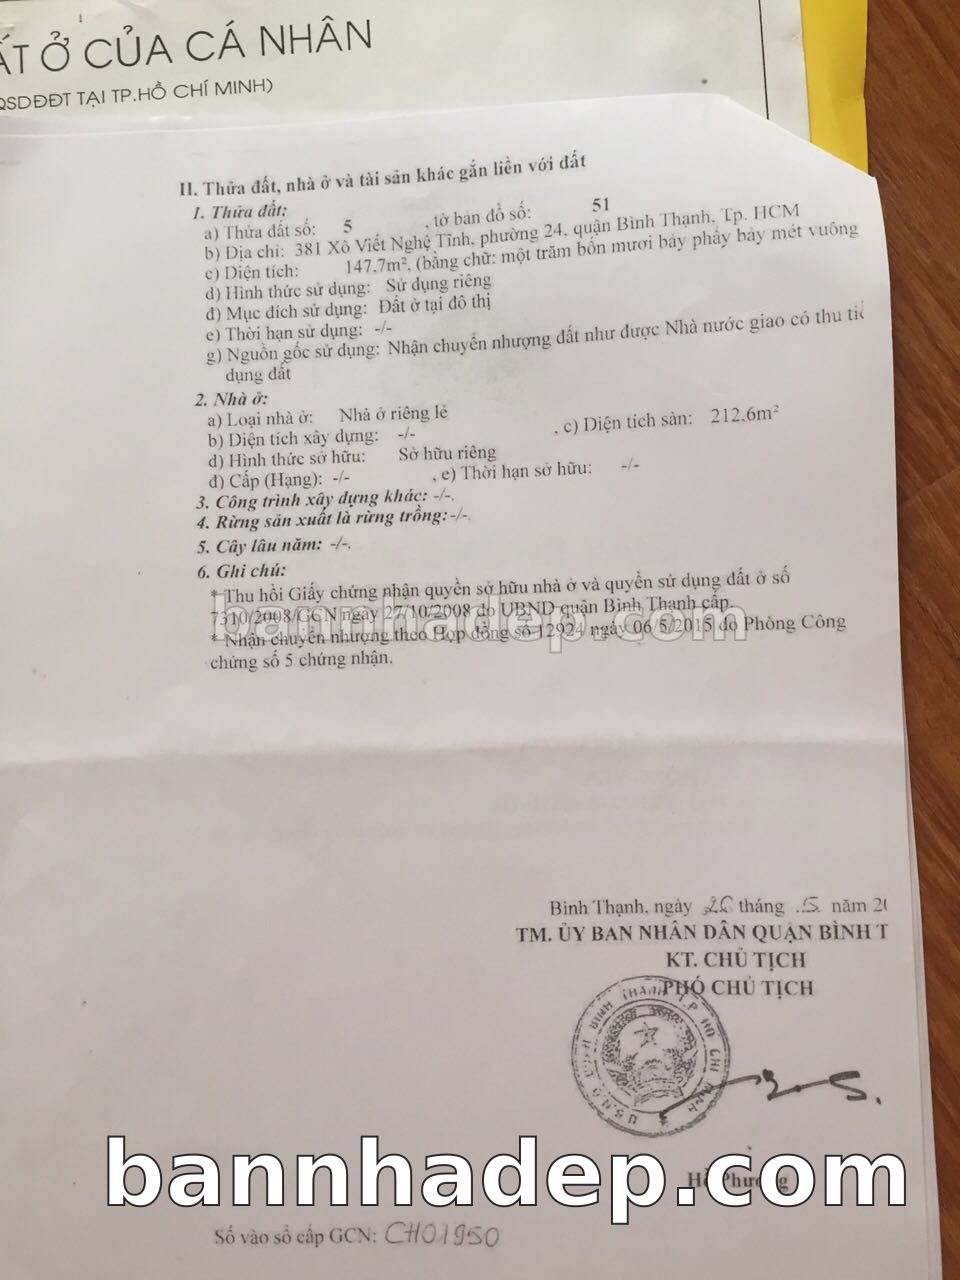 ẤT Ở CỦA CÁ NHÂN
QSDĐĐT TẠI TP.HỒ CHÍ MINH)
II. Thửa đất, nhà ở và tài sản khác gắn liền với đất
1. Thửa đất:
a) Thửa đất số: 5 , tờ bản đồ số: 51
b) Địa chỉ: 381 Xô Viết Nghệ Tĩnh, phường 24, quận Bình Thạnh, Tp. HCM
c) Diện tích: 147,7m², (bằng chữ: một trăm bốn mươi bảy phẩy bảy mét vuông
d) Hình thức sử dụng: Sử dụng riêng
đ) Mục đích sử dụng: Đất ở tại đô thị
e) Thời hạn sử dụng: -/-
g) Nguồn gốc sử dụng: Nhận chuyển nhượng đất như được Nhà nước giao có thu tiề
dụng đất
2. Nhà ở:
a) Loại nhà ở: Nhà ở riêng lẻ
b) Diện tích xây dựng: -/- , c) Diện tích sàn: 212,6m²
d) Hình thức sở hữu: Sở hữu riêng
đ) Cấp (Hạng): -/- , e) Thời hạn sở hữu: -/-
3. Công trình xây dựng khác: -/-.
4. Rừng sản xuất là rừng trồng: -/-.
5. Cây lâu năm: -/-.
6. Ghi chú:
* Thu hồi Giấy chứng nhận quyền sở hữu nhà ở và quyền sử dụng đất ở số
7310/2008/GCN ngày 27/10/2008 do UBND quận Bình Thạnh cấp.
bannhadep.com
* Nhận chuyển nhượng theo Hợp đồng số 12924 ngày 06/5/2015 do Phòng Công
chứng số 5 chứng nhận.
Bình Thạnh, ngày 20 tháng .5. năm 20
TM. ỦY BAN NHÂN DÂN QUẬN BÌNH T
KT. CHỦ TỊCH
PHÓ CHỦ TỊCH
BÌNH THẠNH T.P HỒ CHÍ MINH
bannhadep.com
Số vào sổ cấp GCN: CH01950